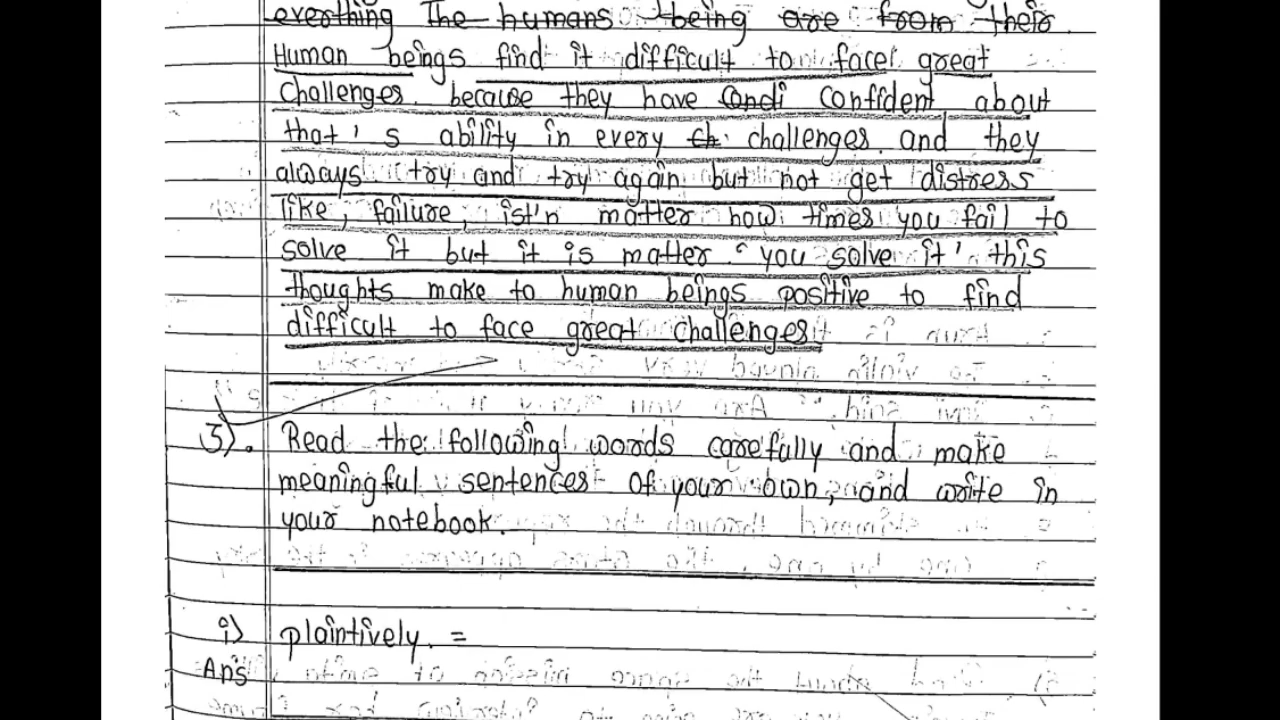 everthing The humans being are from their
Human beings find it difficult to face great
challenges. because they have condi confident about
that's ability in every ch challenges. and they
always try and try again but not get distress
like, failure, ist'n matter how times you fail to
solve it but it is matter "you solve it' this
thoughts make to human beings positive to find
difficult to face great challenges.
5). Read the following words carefully and make
meaningful sentences of your own, and write in
your notebook.
i) plaintively. =
Ans